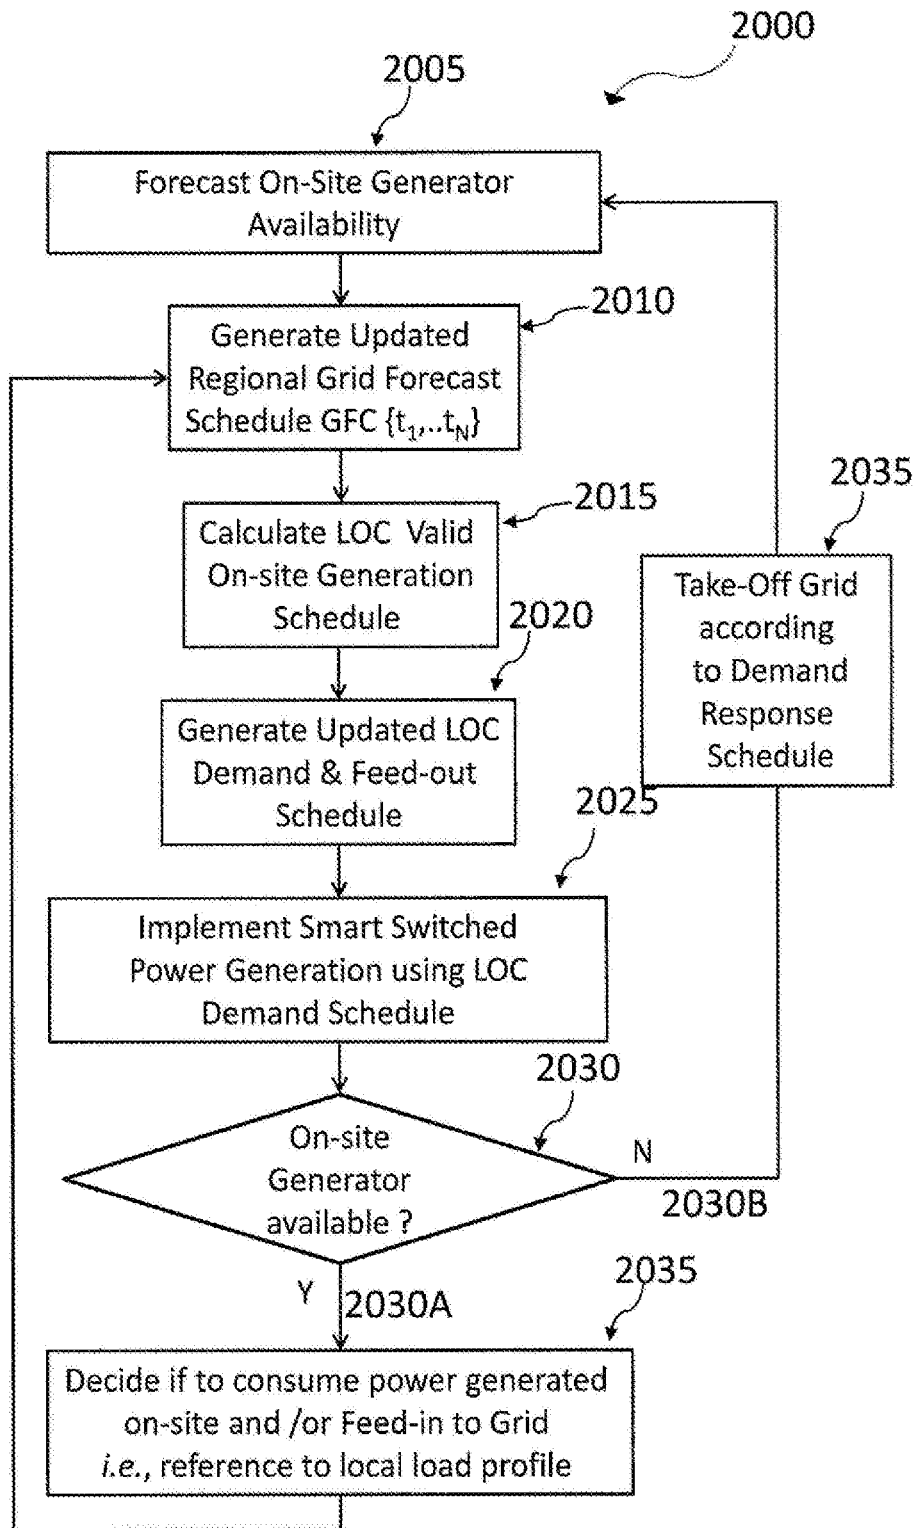 2000
2005
Forecast On-Site Generator
Availability
2010
Generate Updated
Regional Grid Forecast
Schedule GFC {t₁,..t_N}
2015
Calculate LOC Valid
On-site Generation
Schedule
2035
Take-Off Grid
according
to Demand
Response
Schedule
2020
Generate Updated LOC
Demand & Feed-out
Schedule
2025
Implement Smart Switched
Power Generation using LOC
Demand Schedule
2030
On-site
Generator
available ?
N
2030B
Y
2030A
2035
Decide if to consume power generated
on-site and /or Feed-in to Grid
i.e., reference to local load profile